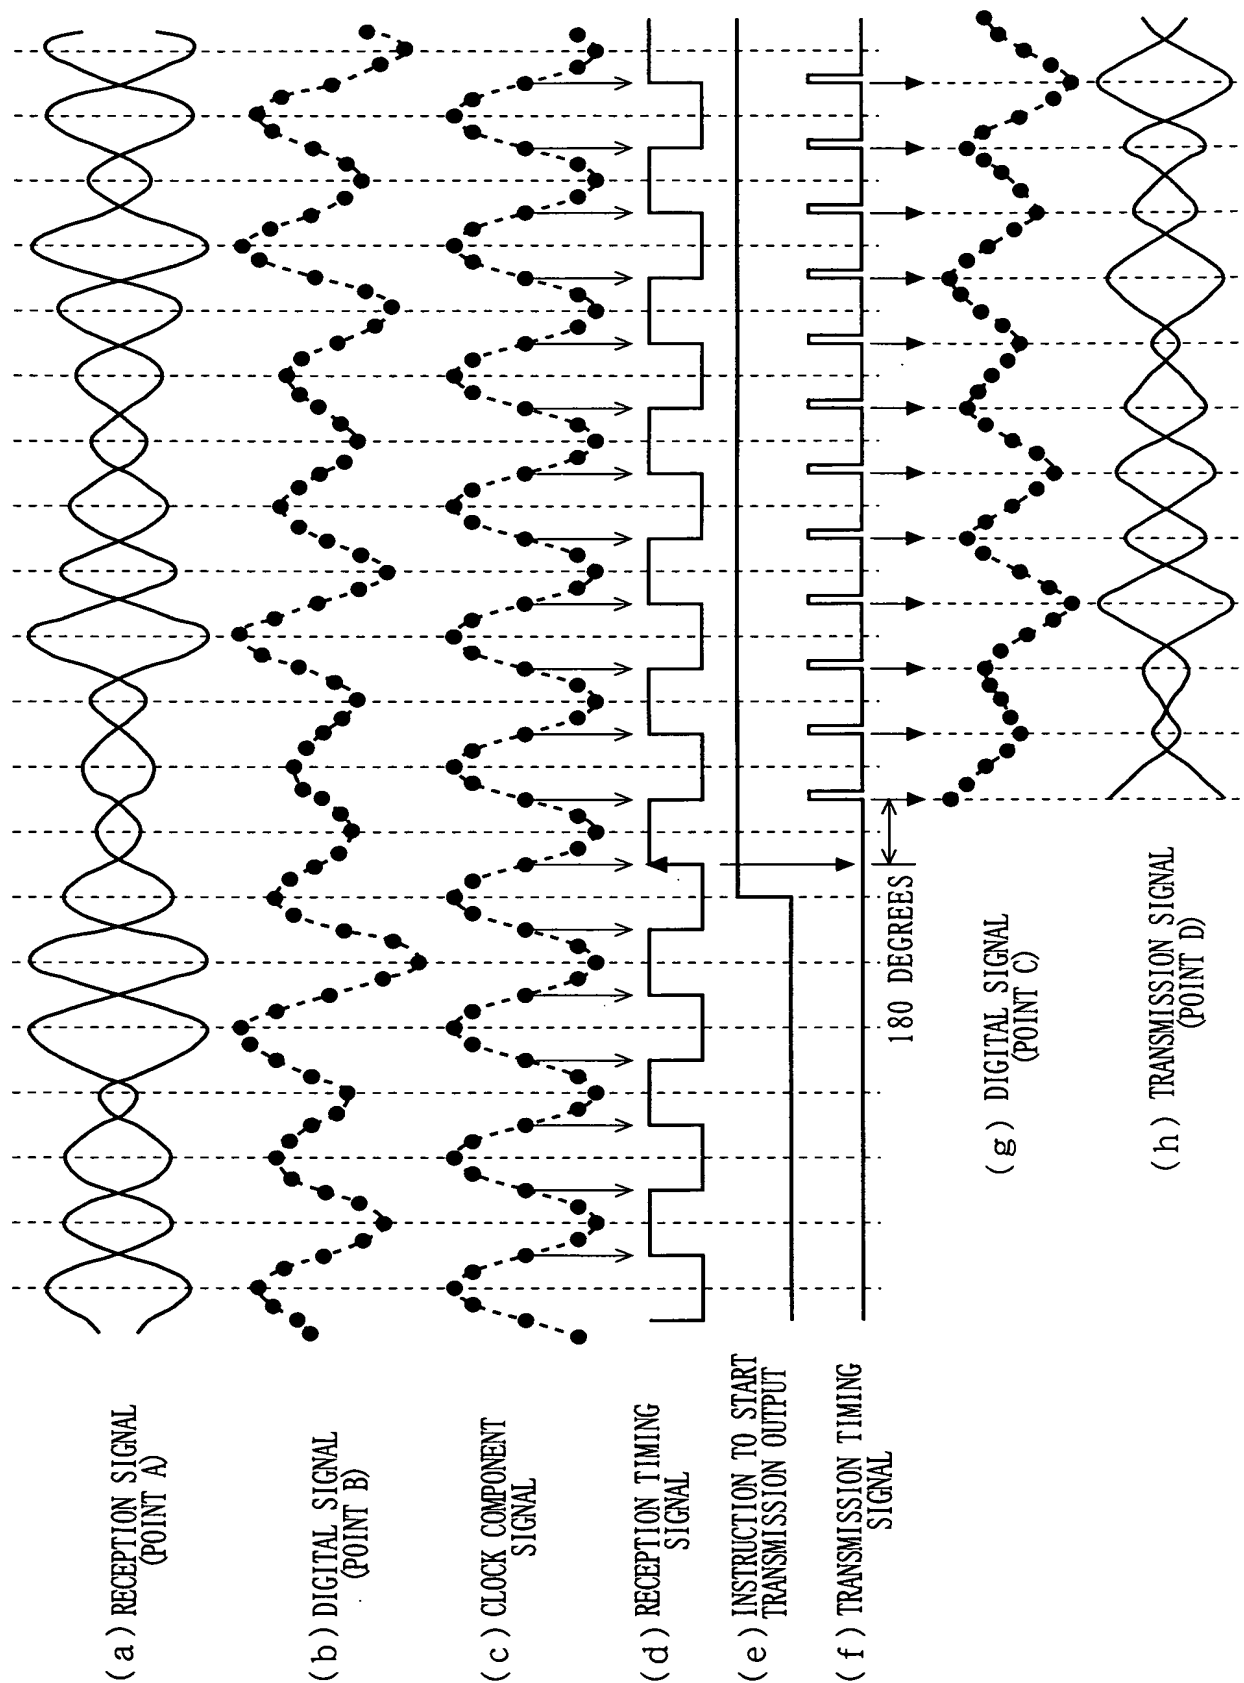 (a) RECEPTION SIGNAL
(POINT A)
(b) DIGITAL SIGNAL
(POINT B)
(c) CLOCK COMPONENT
SIGNAL
(d) RECEPTION TIMING
SIGNAL
(e) INSTRUCTION TO START
TRANSMISSION OUTPUT
(f) TRANSMISSION TIMING
SIGNAL
180 DEGREES
(g) DIGITAL SIGNAL
(POINT C)
(h) TRANSMISSION SIGNAL
(POINT D)